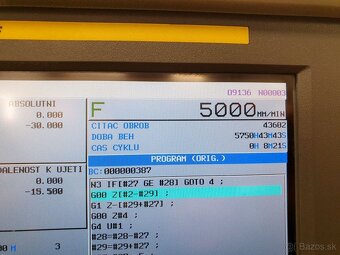 O9136 N00003
ABSOLUTNI
0.000
-30.000
F 5000 MM/MIN
CITAC OBROB 43602
DOBA BEH 5750H43M43S
CAS CYKLU 0H 8M21S
PROGRAM (ORIG.)
DALENOST K UJETI
0.000
-19.500
M 3
BC:000000387
N3 IF[#27 GE #28] GOTO 4 ;
G00 Z[#2-#29] ;
G1 Z-[#29+#27] ;
G00 Z#4 ;
G4 U#1 ;
#28=#28-#27 ;
#29=#29+#27 ;
bazos.sk